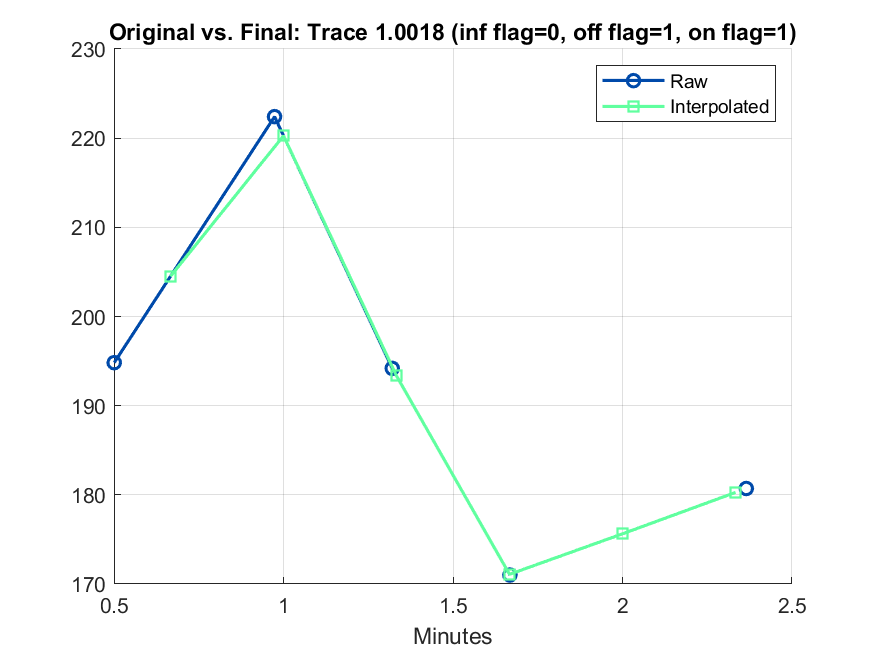 Original vs. Final: Trace 1.0018 (inf flag=0, off flag=1, on flag=1)
230
220
210
200
190
180
170
Raw
Interpolated
0.5 1 1.5 2 2.5
Minutes